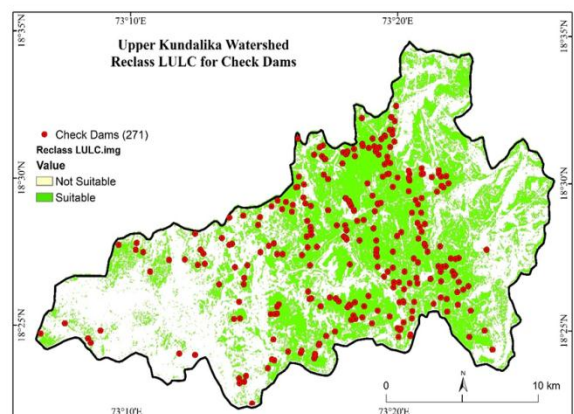 73°10'E 73°20'E
18°35'N 18°35'N
Upper Kundalika Watershed
Reclass LULC for Check Dams
Check Dams (271)
Reclass LULC.img
Value
Not Suitable
Suitable
18°30'N 18°30'N
18°25'N 18°25'N
N
0 10 km
73°10'E 73°20'E